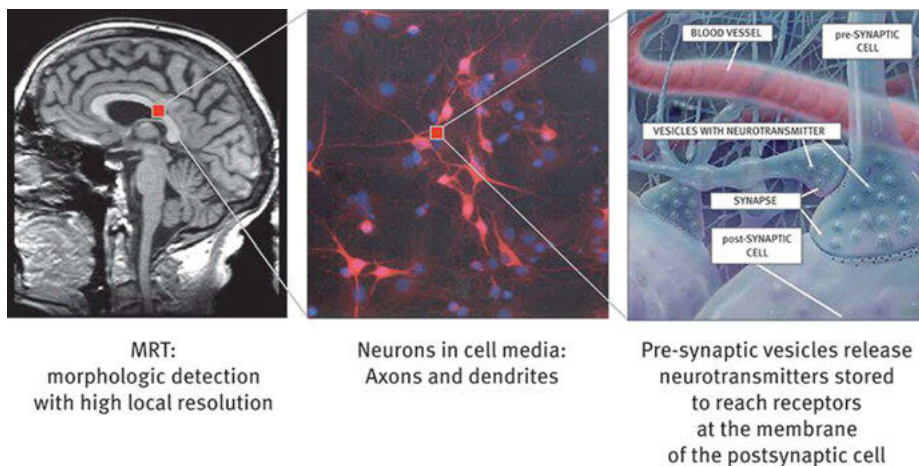 BLOOD VESSEL
pre-SYNAPTIC
CELL
VESICLES WITH NEUROTRANSMITTER
SYNAPSE
post-SYNAPTIC
CELL
MRT:
morphologic detection
with high local resolution
Neurons in cell media:
Axons and dendrites
Pre-synaptic vesicles release
neurotransmitters stored
to reach receptors
at the membrane
of the postsynaptic cell